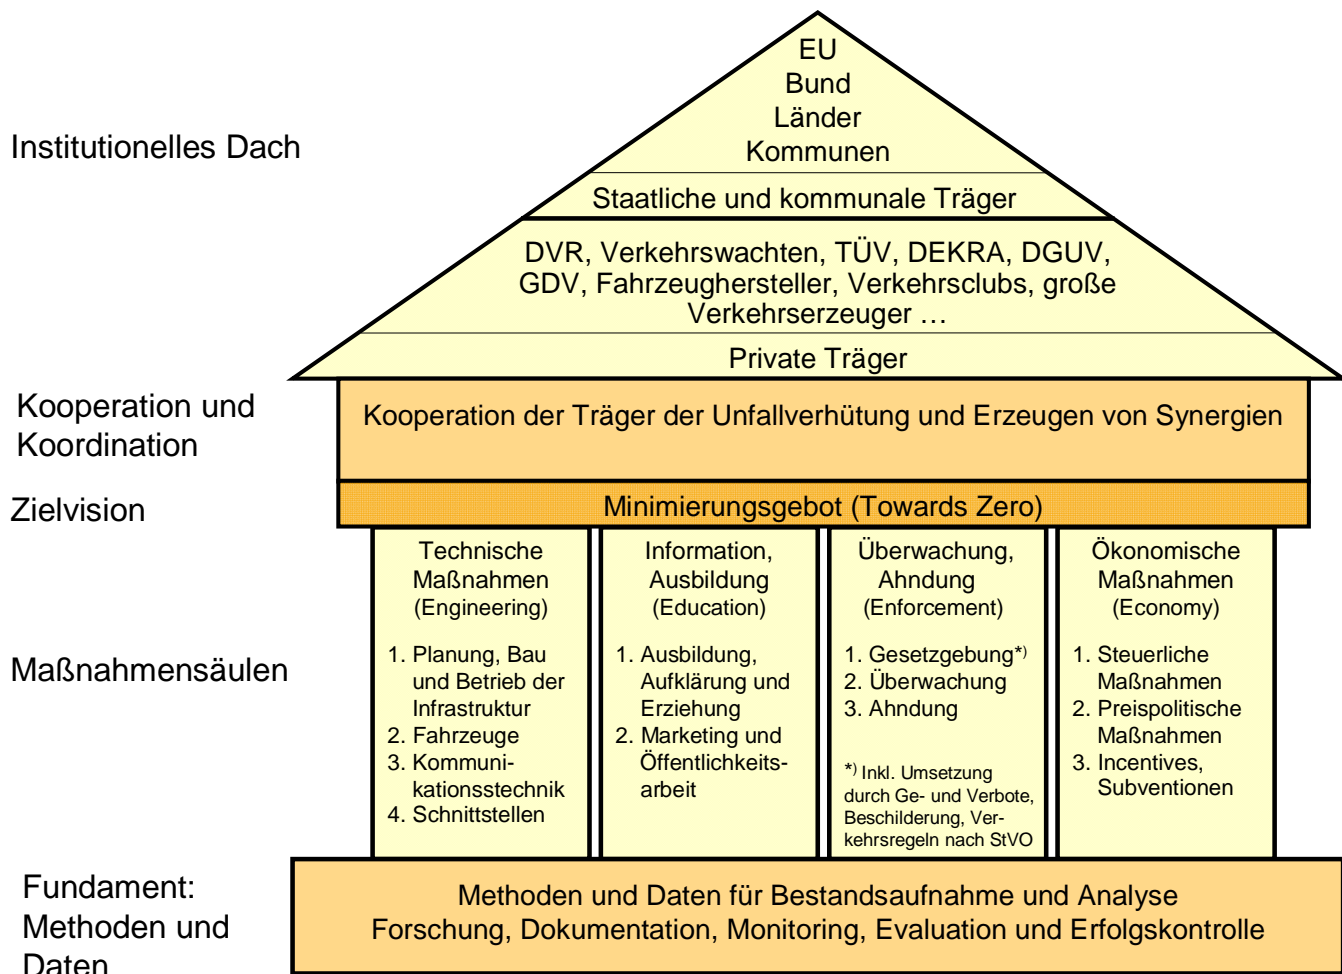 EU
Bund
Länder
Kommunen
Institutionelles Dach
Staatliche und kommunale Träger
DVR, Verkehrswachten, TÜV, DEKRA, DGUV,
GDV, Fahrzeughersteller, Verkehrsclubs, große
Verkehrserzeuger …
Private Träger
Kooperation und
Koordination
Kooperation der Träger der Unfallverhütung und Erzeugen von Synergien
Zielvision
Minimierungsgebot (Towards Zero)
Maßnahmensäulen
Technische
Maßnahmen
(Engineering)
1. Planung, Bau
und Betrieb der
Infrastruktur
2. Fahrzeuge
3. Kommuni-
kationsstechnik
4. Schnittstellen
Information,
Ausbildung
(Education)
1. Ausbildung,
Aufklärung und
Erziehung
2. Marketing und
Öffentlichkeits-
arbeit
Überwachung,
Ahndung
(Enforcement)
1. Gesetzgebung*)
2. Überwachung
3. Ahndung
*) Inkl. Umsetzung
durch Ge- und Verbote,
Beschilderung, Ver-
kehrsregeln nach StVO
Ökonomische
Maßnahmen
(Economy)
1. Steuerliche
Maßnahmen
2. Preispolitische
Maßnahmen
3. Incentives,
Subventionen
Fundament:
Methoden und
Daten
Methoden und Daten für Bestandsaufnahme und Analyse
Forschung, Dokumentation, Monitoring, Evaluation und Erfolgskontrolle